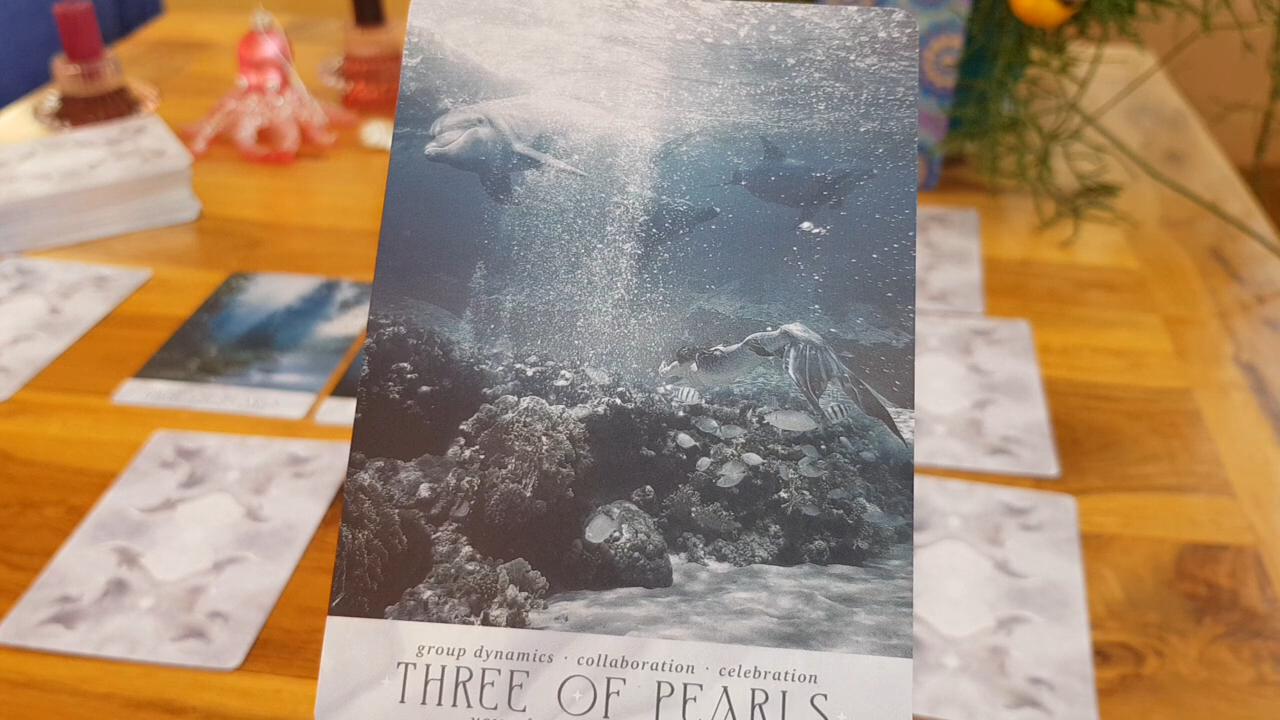 group dynamics · collaboration · celebration
THREE OF PEARLS